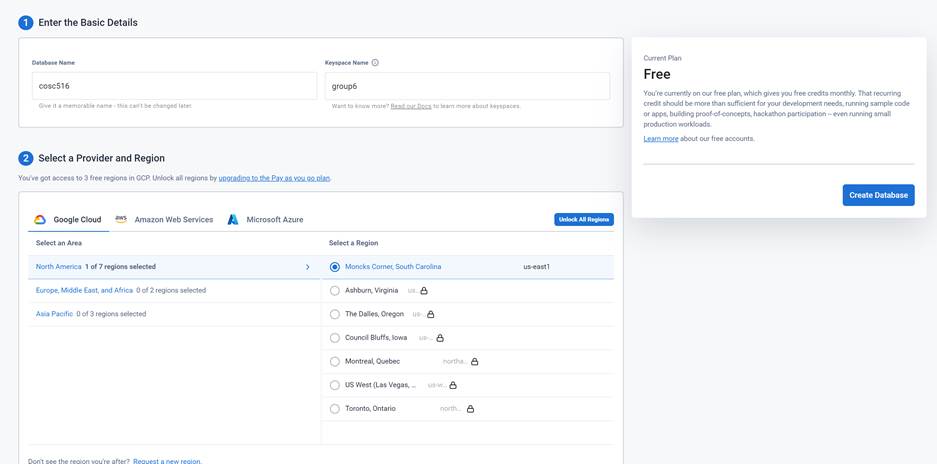 1 Enter the Basic Details
Database Name
cosc516
Give it a memorable name - this can't be changed later.
Keyspace Name
group6
Want to know more? Read our Docs to learn more about keyspaces.
2 Select a Provider and Region
You've got access to 3 free regions in GCP. Unlock all regions by upgrading to the Pay as you go plan.
Google Cloud
aws Amazon Web Services
Microsoft Azure
Unlock All Regions
Select an Area
North America 1 of 7 regions selected
Europe, Middle East, and Africa 0 of 2 regions selected
Asia Pacific 0 of 3 regions selected
Select a Region
Moncks Corner, South Carolina us-east1
Ashburn, Virginia us...
The Dalles, Oregon us-...
Council Bluffs, Iowa us-...
Montreal, Quebec northa...
US West (Las Vegas, ... us-w...
Toronto, Ontario north...
Don't see the region you're after? Request a new region.
Current Plan
Free
You're currently on our free plan, which gives you free credits monthly. That recurring
credit should be more than sufficient for your development needs, running sample code
or apps, building proof-of-concepts, hackathon participation – even running small
production workloads.
Learn more about our free accounts.
Create Database